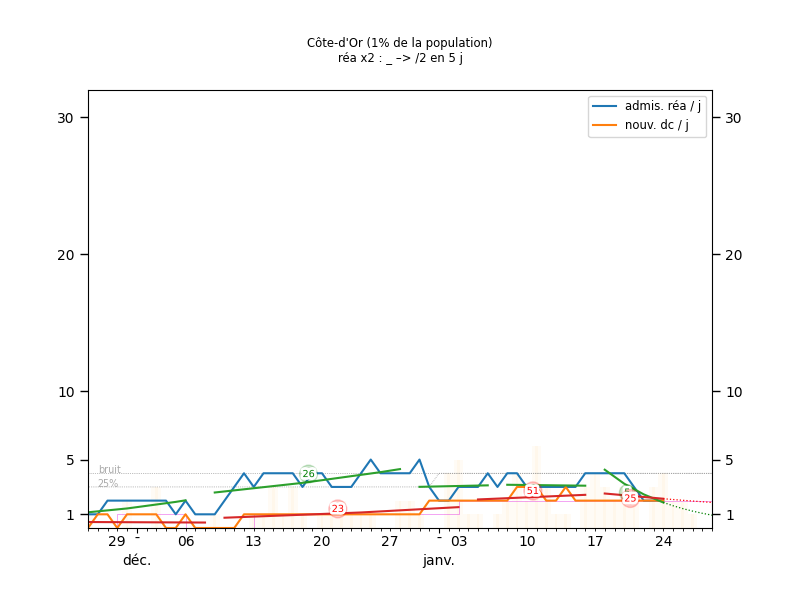 Côte-d'Or (1% de la population)
réa x2 : _ –> /2 en 5 j
admis. réa / j
nouv. dc / j
30 30
20 20
10 10
5 5
1 1
bruit
25%
26
23
51
25
29 - 06 13 20 27 - 03 10 17 24
déc. janv.